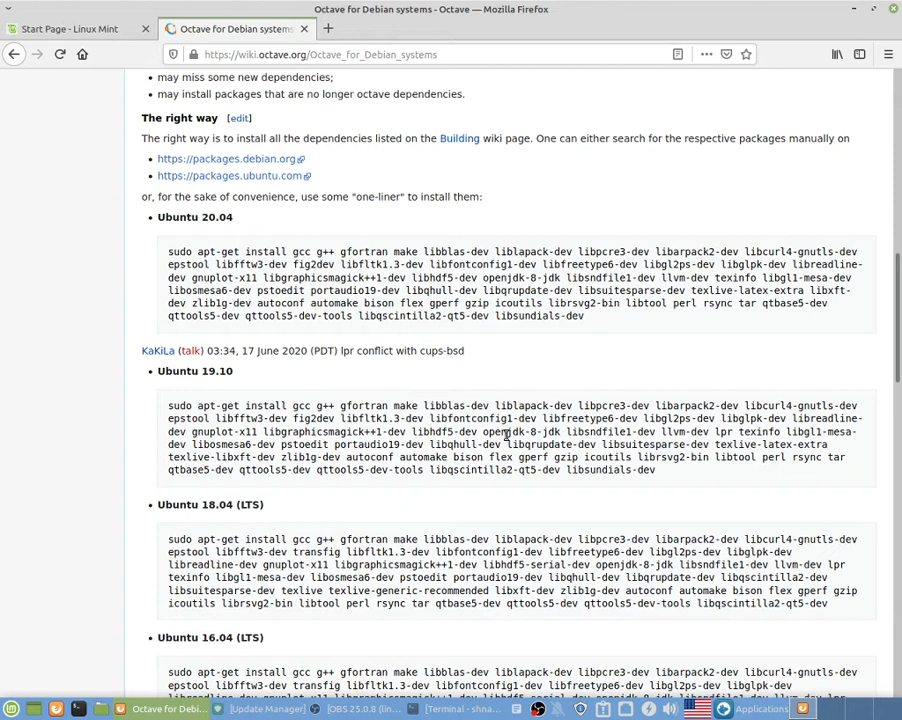 Octave for Debian systems - Octave — Mozilla Firefox
Start Page - Linux Mint
Octave for Debian systems
https://wiki.octave.org/Octave_for_Debian_systems
may miss some new dependencies;
may install packages that are no longer octave dependencies.
The right way [edit]
The right way is to install all the dependencies listed on the Building wiki page. One can either search for the respective packages manually on
https://packages.debian.org
https://packages.ubuntu.com
or, for the sake of convenience, use some "one-liner" to install them:
Ubuntu 20.04
sudo apt-get install gcc g++ gfortran make libblas-dev liblapack-dev libpcre3-dev libarpack2-dev libcurl4-gnutls-dev
epstool libfftw3-dev fig2dev libfltk1.3-dev libfontconfig1-dev libfreetype6-dev libgl2ps-dev libglpk-dev libreadline-
dev gnuplot-x11 libgraphicsmagick++1-dev libhdf5-dev openjdk-8-jdk libsndfile1-dev llvm-dev texinfo libgl1-mesa-dev
libosmesa6-dev pstoedit portaudio19-dev libqhull-dev libqrupdate-dev libsuitesparse-dev texlive-latex-extra libxft-
dev zlib1g-dev autoconf automake bison flex gperf gzip icoutils librsvg2-bin libtool perl rsync tar qtbase5-dev
qttools5-dev qttools5-dev-tools libqscintilla2-qt5-dev libsundials-dev
KaKiLa (talk) 03:34, 17 June 2020 (PDT) lpr conflict with cups-bsd
Ubuntu 19.10
sudo apt-get install gcc g++ gfortran make libblas-dev liblapack-dev libpcre3-dev libarpack2-dev libcurl4-gnutls-dev
epstool libfftw3-dev fig2dev libfltk1.3-dev libfontconfig1-dev libfreetype6-dev libgl2ps-dev libglpk-dev libreadline-
dev gnuplot-x11 libgraphicsmagick++1-dev libhdf5-dev openjdk-8-jdk libsndfile1-dev llvm-dev lpr texinfo libgl1-mesa-
dev libosmesa6-dev pstoedit portaudio19-dev libqhull-dev libqrupdate-dev libsuitesparse-dev texlive-latex-extra
texlive-libxft-dev zlib1g-dev autoconf automake bison flex gperf gzip icoutils librsvg2-bin libtool perl rsync tar
qtbase5-dev qttools5-dev qttools5-dev-tools libqscintilla2-qt5-dev libsundials-dev
Ubuntu 18.04 (LTS)
sudo apt-get install gcc g++ gfortran make libblas-dev liblapack-dev libpcre3-dev libarpack2-dev libcurl4-gnutls-dev
epstool libfftw3-dev transfig libfltk1.3-dev libfontconfig1-dev libfreetype6-dev libgl2ps-dev libglpk-dev
libreadline-dev gnuplot-x11 libgraphicsmagick++1-dev libhdf5-serial-dev openjdk-8-jdk libsndfile1-dev llvm-dev lpr
texinfo libgl1-mesa-dev libosmesa6-dev pstoedit portaudio19-dev libqhull-dev libqrupdate-dev libqscintilla2-dev
libsuitesparse-dev texlive texlive-generic-recommended libxft-dev zlib1g-dev autoconf automake bison flex gperf gzip
icoutils librsvg2-bin libtool perl rsync tar qtbase5-dev qttools5-dev qttools5-dev-tools libqscintilla2-qt5-dev
Ubuntu 16.04 (LTS)
sudo apt-get install gcc g++ gfortran make libblas-dev liblapack-dev libpcre3-dev libarpack2-dev libcurl4-gnutls-dev
epstool libfftw3-dev transfig libfltk1.3-dev libfontconfig1-dev libfreetype6-dev libgl2ps-dev libglpk-dev
Octave for Debi...
[Update Manager]
[OBS 25.0.8 (lin...
[Terminal - shna...
Applications